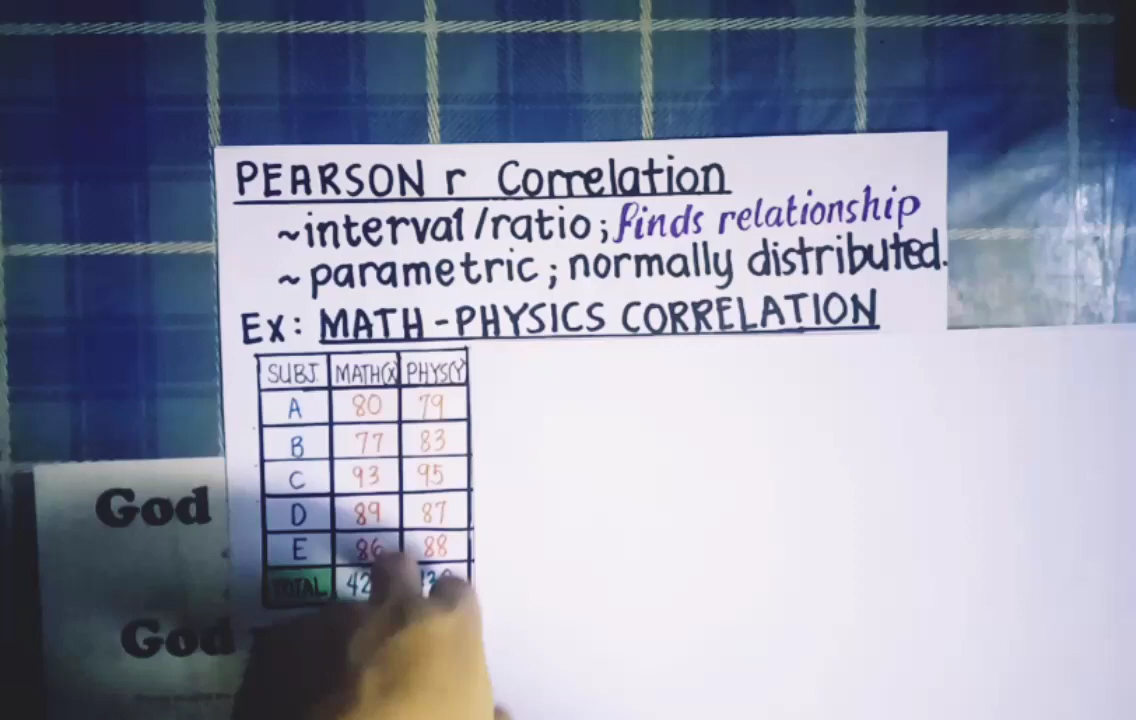 PEARSON r Correlation
~interval/ratio; finds relationship
~ parametric; normally distributed.
Ex: MATH-PHYSICS CORRELATION
SUBJ. MATH(X) PHYS(Y)
A 80 79
B 77 83
C 93 95
D 89 87
E 86 88
TOTAL
God
God